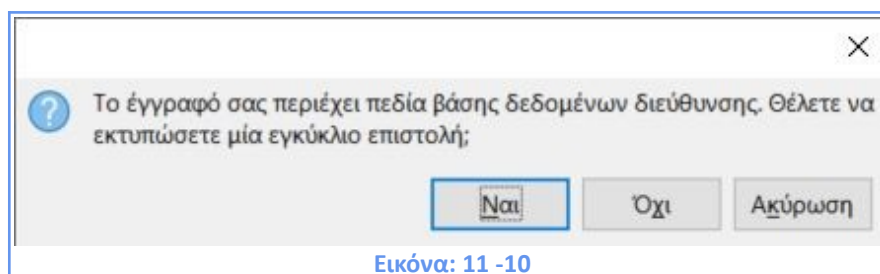 Το έγγραφό σας περιέχει πεδία βάσης δεδομένων διεύθυνσης. Θέλετε να
εκτυπώσετε μία εγκύκλιο επιστολή;
Ναι Όχι Ακύρωση
Εικόνα: 11 -10